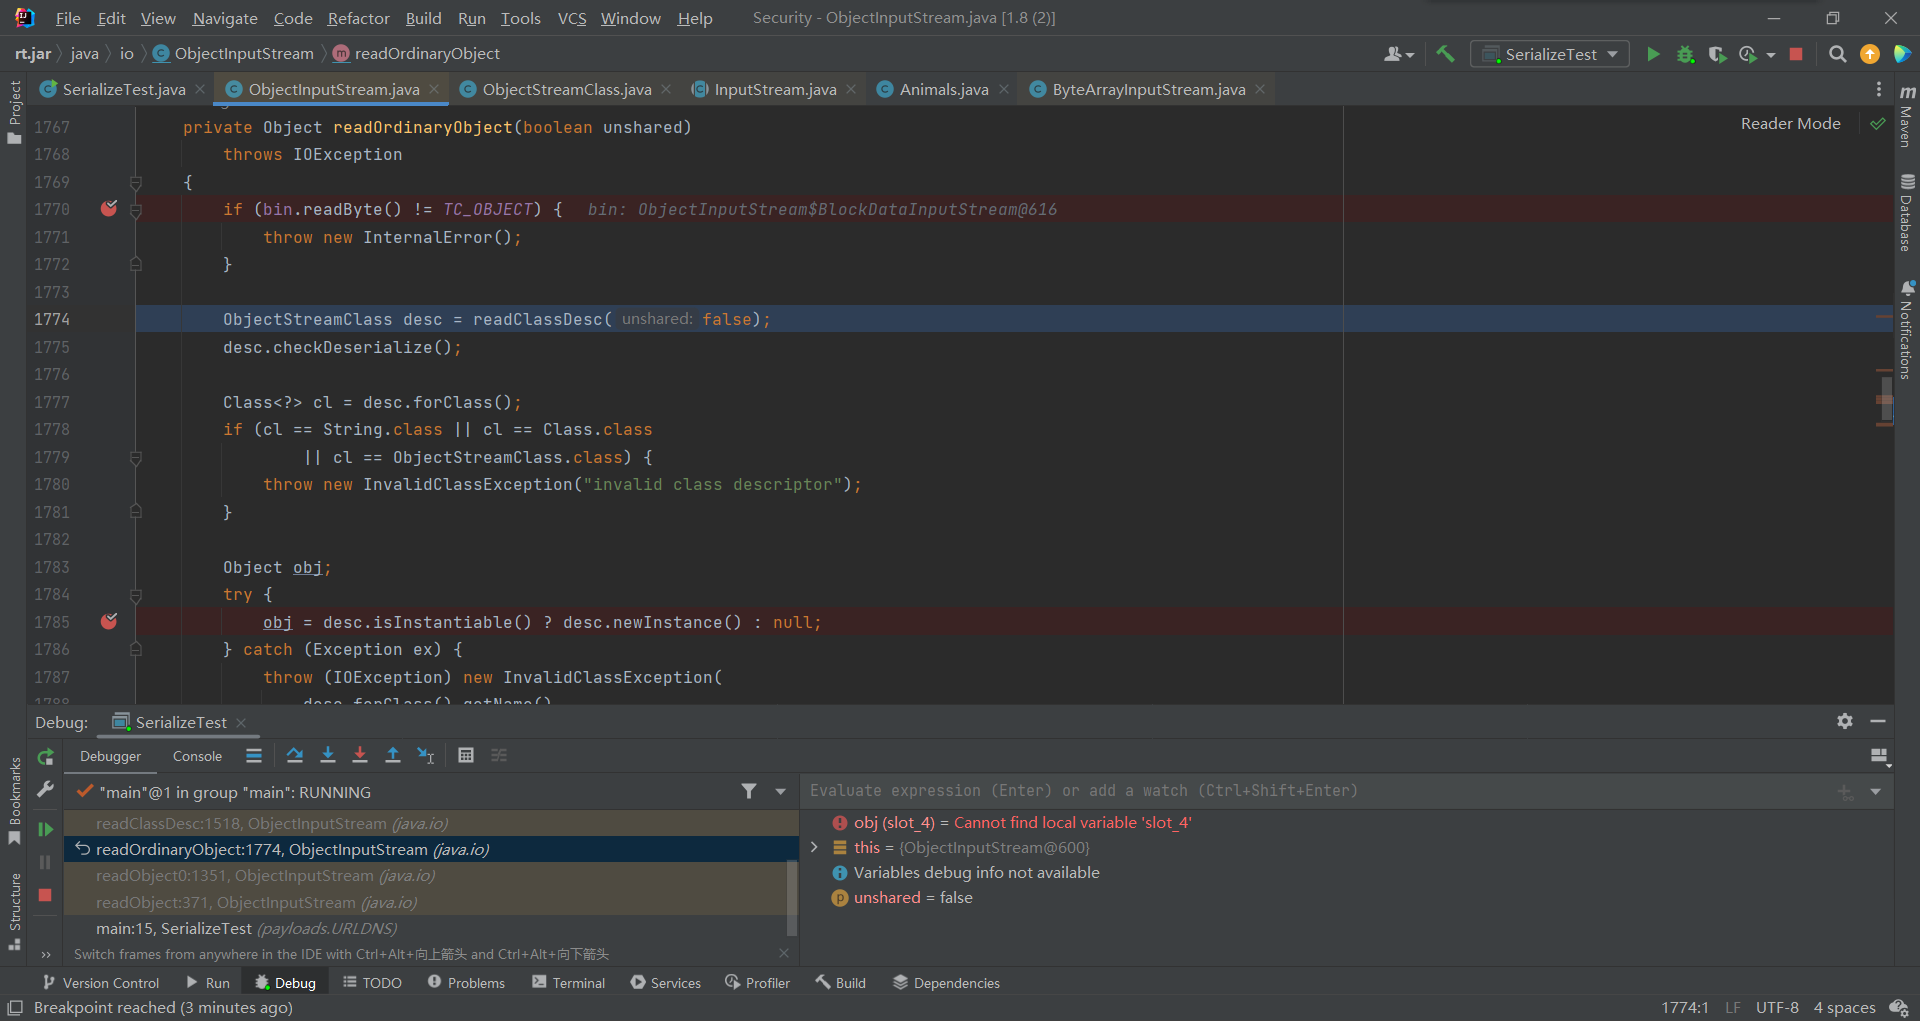 File Edit View Navigate Code Refactor Build Run Tools VCS Window Help Security - ObjectInputStream.java [1.8 (2)]
rt.jar java io ObjectInputStream readOrdinaryObject SerializeTest
SerializeTest.java ObjectInputStream.java ObjectStreamClass.java InputStream.java Animals.java ByteArrayInputStream.java
Project
Reader Mode
1767 private Object readOrdinaryObject(boolean unshared)
1768 throws IOException
1769 {
1770 if (bin.readByte() != TC_OBJECT) { bin: ObjectInputStream$BlockDataInputStream@616
1771 throw new InternalError();
1772 }
1773
1774 ObjectStreamClass desc = readClassDesc( unshared: false);
1775 desc.checkDeserialize();
1776
1777 Class<?> cl = desc.forClass();
1778 if (cl == String.class || cl == Class.class
1779 || cl == ObjectStreamClass.class) {
1780 throw new InvalidClassException("invalid class descriptor");
1781 }
1782
1783 Object obj;
1784 try {
1785 obj = desc.isInstantiable() ? desc.newInstance() : null;
1786 } catch (Exception ex) {
1787 throw (IOException) new InvalidClassException(
1788 desc.forClass().getName(),
Maven
Database
Notifications
Debug: SerializeTest
Debugger Console
"main"@1 in group "main": RUNNING
readClassDesc:1518, ObjectInputStream (java.io)
readOrdinaryObject:1774, ObjectInputStream (java.io)
readObject0:1351, ObjectInputStream (java.io)
readObject:371, ObjectInputStream (java.io)
main:15, SerializeTest (payloads.URLDNS)
Switch frames from anywhere in the IDE with Ctrl+Alt+向上箭头 and Ctrl+Alt+向下箭头
Evaluate expression (Enter) or add a watch (Ctrl+Shift+Enter)
obj (slot_4) = Cannot find local variable 'slot_4'
this = {ObjectInputStream@600}
Variables debug info not available
unshared = false
Bookmarks
Structure
Version Control Run Debug TODO Problems Terminal Services Profiler Build Dependencies
Breakpoint reached (3 minutes ago) 1774:1 LF UTF-8 4 spaces